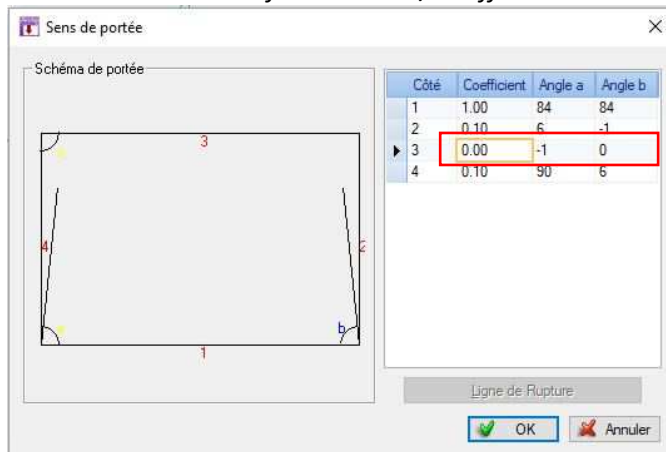 Sens de portée
Schéma de portée
3
4
2
b
1
Côté Coefficient Angle a Angle b
1 1.00 84 84
2 0.10 6 -1
3 0.00 -1 0
4 0.10 90 6
Ligne de Rupture
OK Annuler